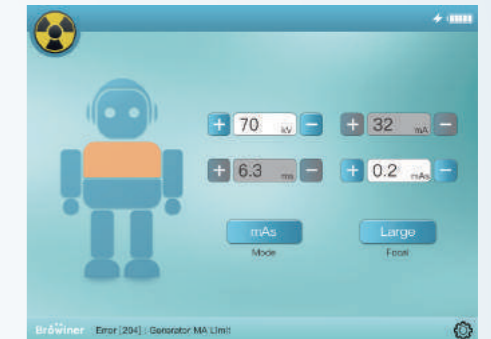 + 70 kV −
+ 32 mA −
+ 6.3 ms −
+ 0.2 mAs −
mAs
Mode
Large
Focal
Browiner Error [294] : Generator MA Limit